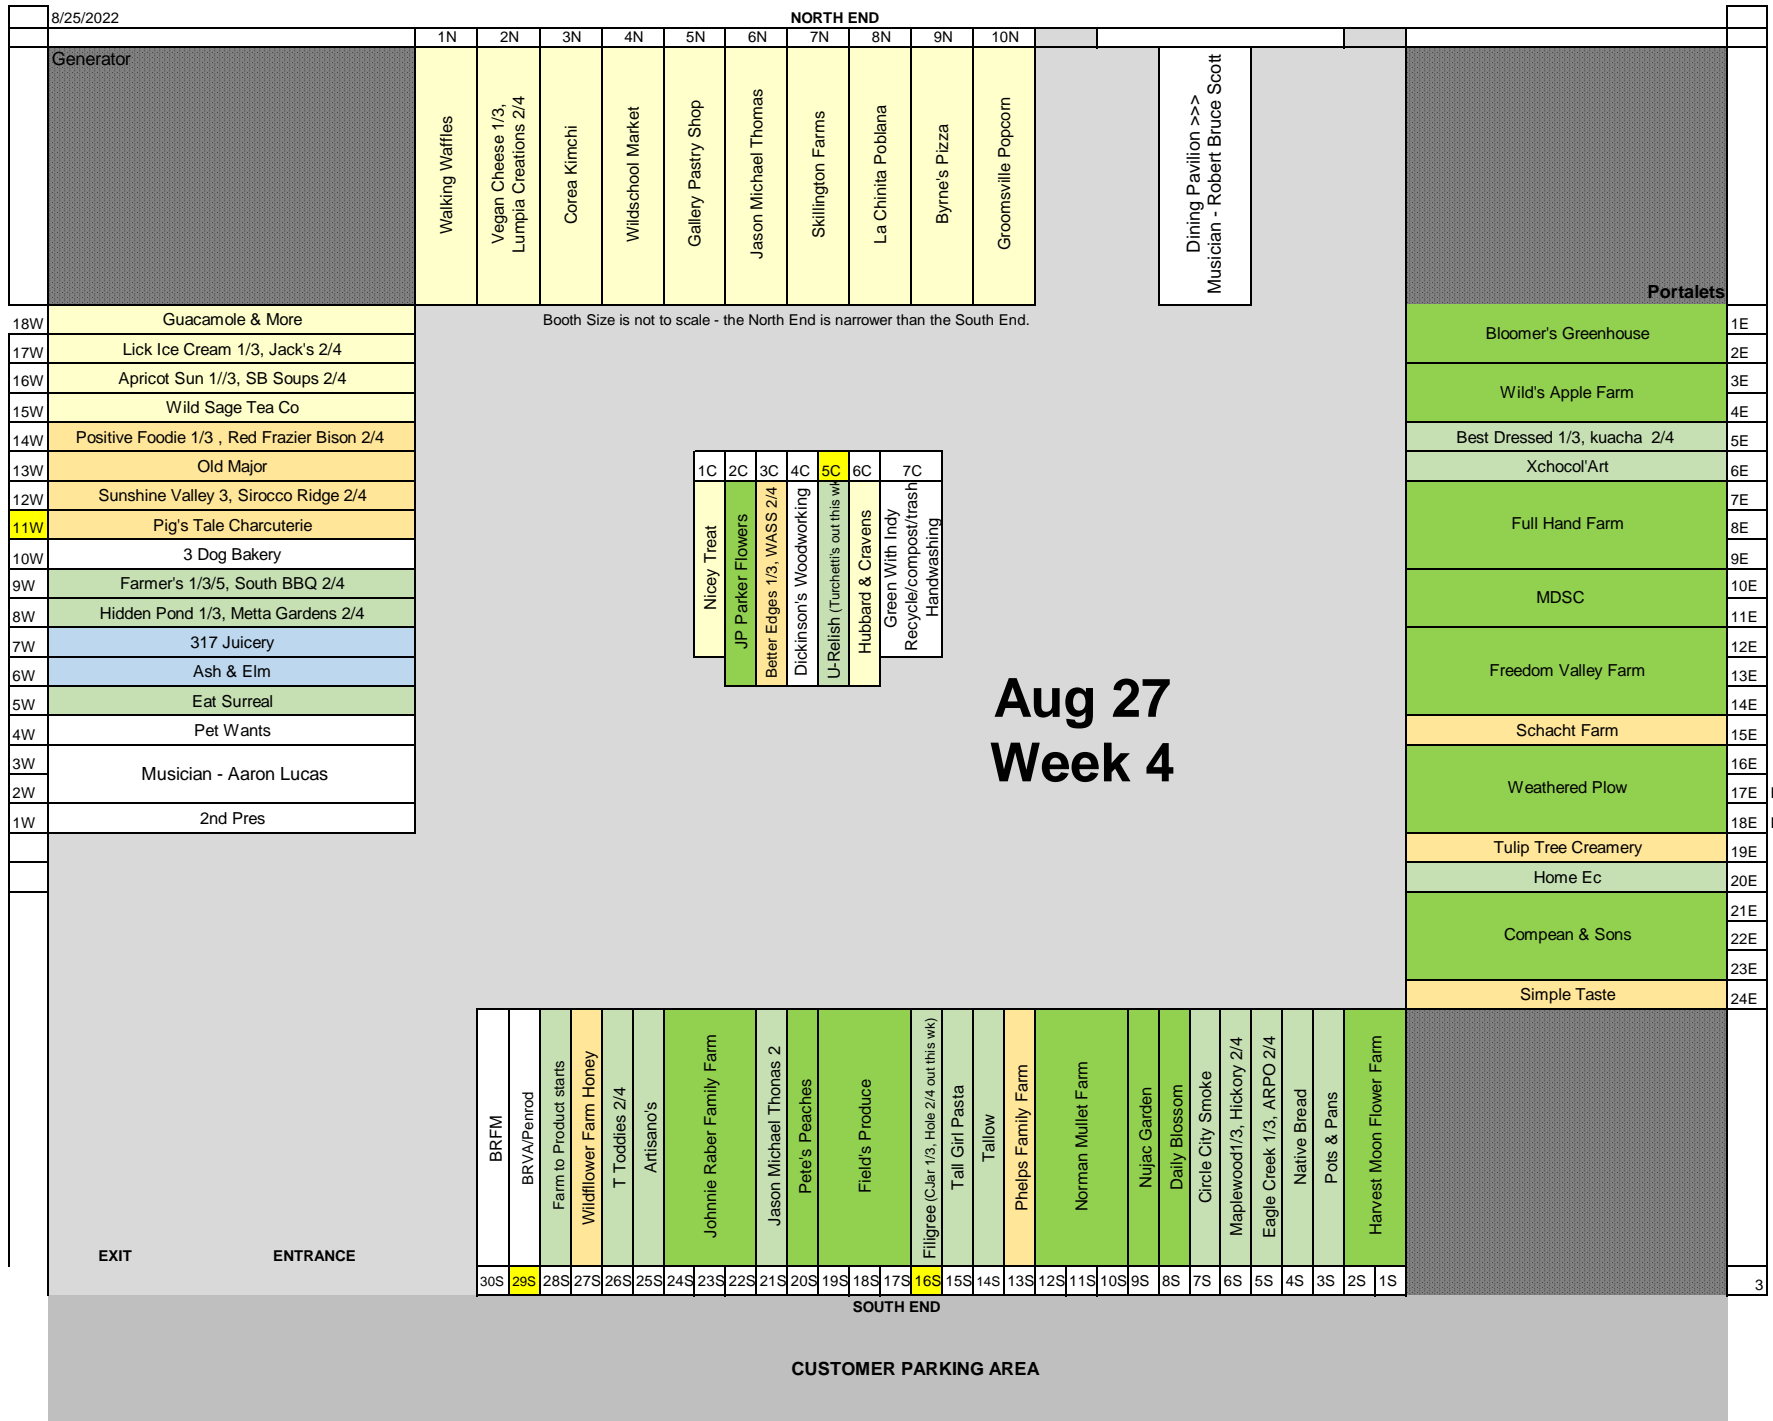 8/25/2022
NORTH END
1N 2N 3N 4N 5N 6N 7N 8N 9N 10N
Generator
Walking Waffles
Vegan Cheese 1/3,
Lumpia Creations 2/4
Corea Kimchi
Wildschool Market
Gallery Pastry Shop
Jason Michael Thomas
Skillington Farms
La Chinita Poblana
Byrne's Pizza
Groomsville Popcorn
Dining Pavilion >>>
Musician - Robert Bruce Scott
Portalets
Booth Size is not to scale - the North End is narrower than the South End.
18W Guacamole & More
17W Lick Ice Cream 1/3, Jack's 2/4
16W Apricot Sun 1//3, SB Soups 2/4
15W Wild Sage Tea Co
14W Positive Foodie 1/3 , Red Frazier Bison 2/4
13W Old Major
12W Sunshine Valley 3, Sirocco Ridge 2/4
11W Pig's Tale Charcuterie
10W 3 Dog Bakery
9W Farmer's 1/3/5, South BBQ 2/4
8W Hidden Pond 1/3, Metta Gardens 2/4
7W 317 Juicery
6W Ash & Elm
5W Eat Surreal
4W Pet Wants
3W
Musician - Aaron Lucas
2W
1W 2nd Pres
1C 2C 3C 4C 5C 6C 7C
Nicey Treat
JP Parker Flowers
Better Edges 1/3, WASS 2/4
Dickinson's Woodworking
U-Relish (Turchetti's out this wk
Hubbard & Cravens
Green With Indy
Recycle/compost/trash
Handwashing
Aug 27
Week 4
Bloomer's Greenhouse 1E
2E
Wild's Apple Farm 3E
4E
Best Dressed 1/3, kuacha 2/4 5E
Xchocol'Art 6E
7E
Full Hand Farm 8E
9E
MDSC 10E
11E
12E
Freedom Valley Farm 13E
14E
Schacht Farm 15E
16E
Weathered Plow 17E
18E
Tulip Tree Creamery 19E
Home Ec 20E
21E
Compean & Sons 22E
23E
Simple Taste 24E
BRFM
BRVA/Penrod
Farm to Product starts
Wildfllower Farm Honey
T Toddies 2/4
Artisano's
Johnnie Raber Family Farm
Jason Michael Thonas 2
Pete's Peaches
Field's Produce
Filigree (CJar 1/3, Hole 2/4 out this wk)
Tall Girl Pasta
Tallow
Phelps Family Farm
Norman Mullet Farm
Nujac Garden
Daily Blossom
Circle City Smoke
Maplewood1/3, Hickory 2/4
Eagle Creek 1/3, ARPO 2/4
Native Bread
Pots & Pans
Harvest Moon Flower Farm
EXIT ENTRANCE
30S 29S 28S 27S 26S 25S 24S 23S 22S 21S 20S 19S 18S 17S 16S 15S 14S 13S 12S 11S 10S 9S 8S 7S 6S 5S 4S 3S 2S 1S 3
SOUTH END
CUSTOMER PARKING AREA